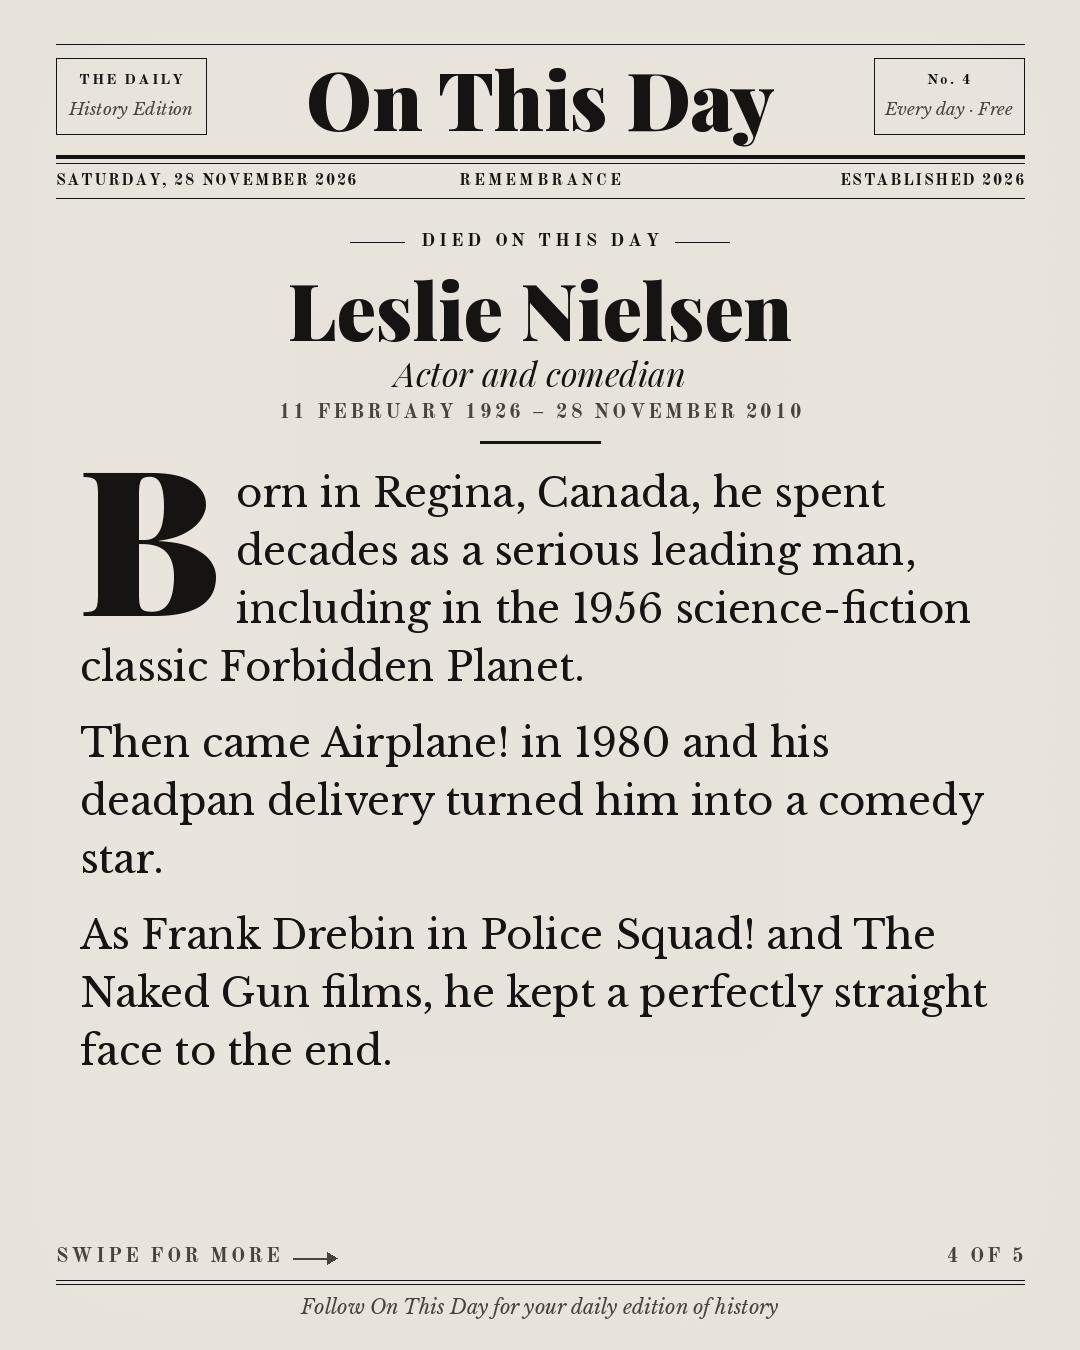 THE DAILY
History Edition
On This Day
No. 4
Every day · Free
SATURDAY, 28 NOVEMBER 2026
REMEMBRANCE
ESTABLISHED 2026
DIED ON THIS DAY
Leslie Nielsen
Actor and comedian
11 FEBRUARY 1926 – 28 NOVEMBER 2010
Born in Regina, Canada, he spent
decades as a serious leading man,
including in the 1956 science-fiction
classic Forbidden Planet.
Then came Airplane! in 1980 and his
deadpan delivery turned him into a comedy
star.
As Frank Drebin in Police Squad! and The
Naked Gun films, he kept a perfectly straight
face to the end.
SWIPE FOR MORE
4 OF 5
Follow On This Day for your daily edition of history